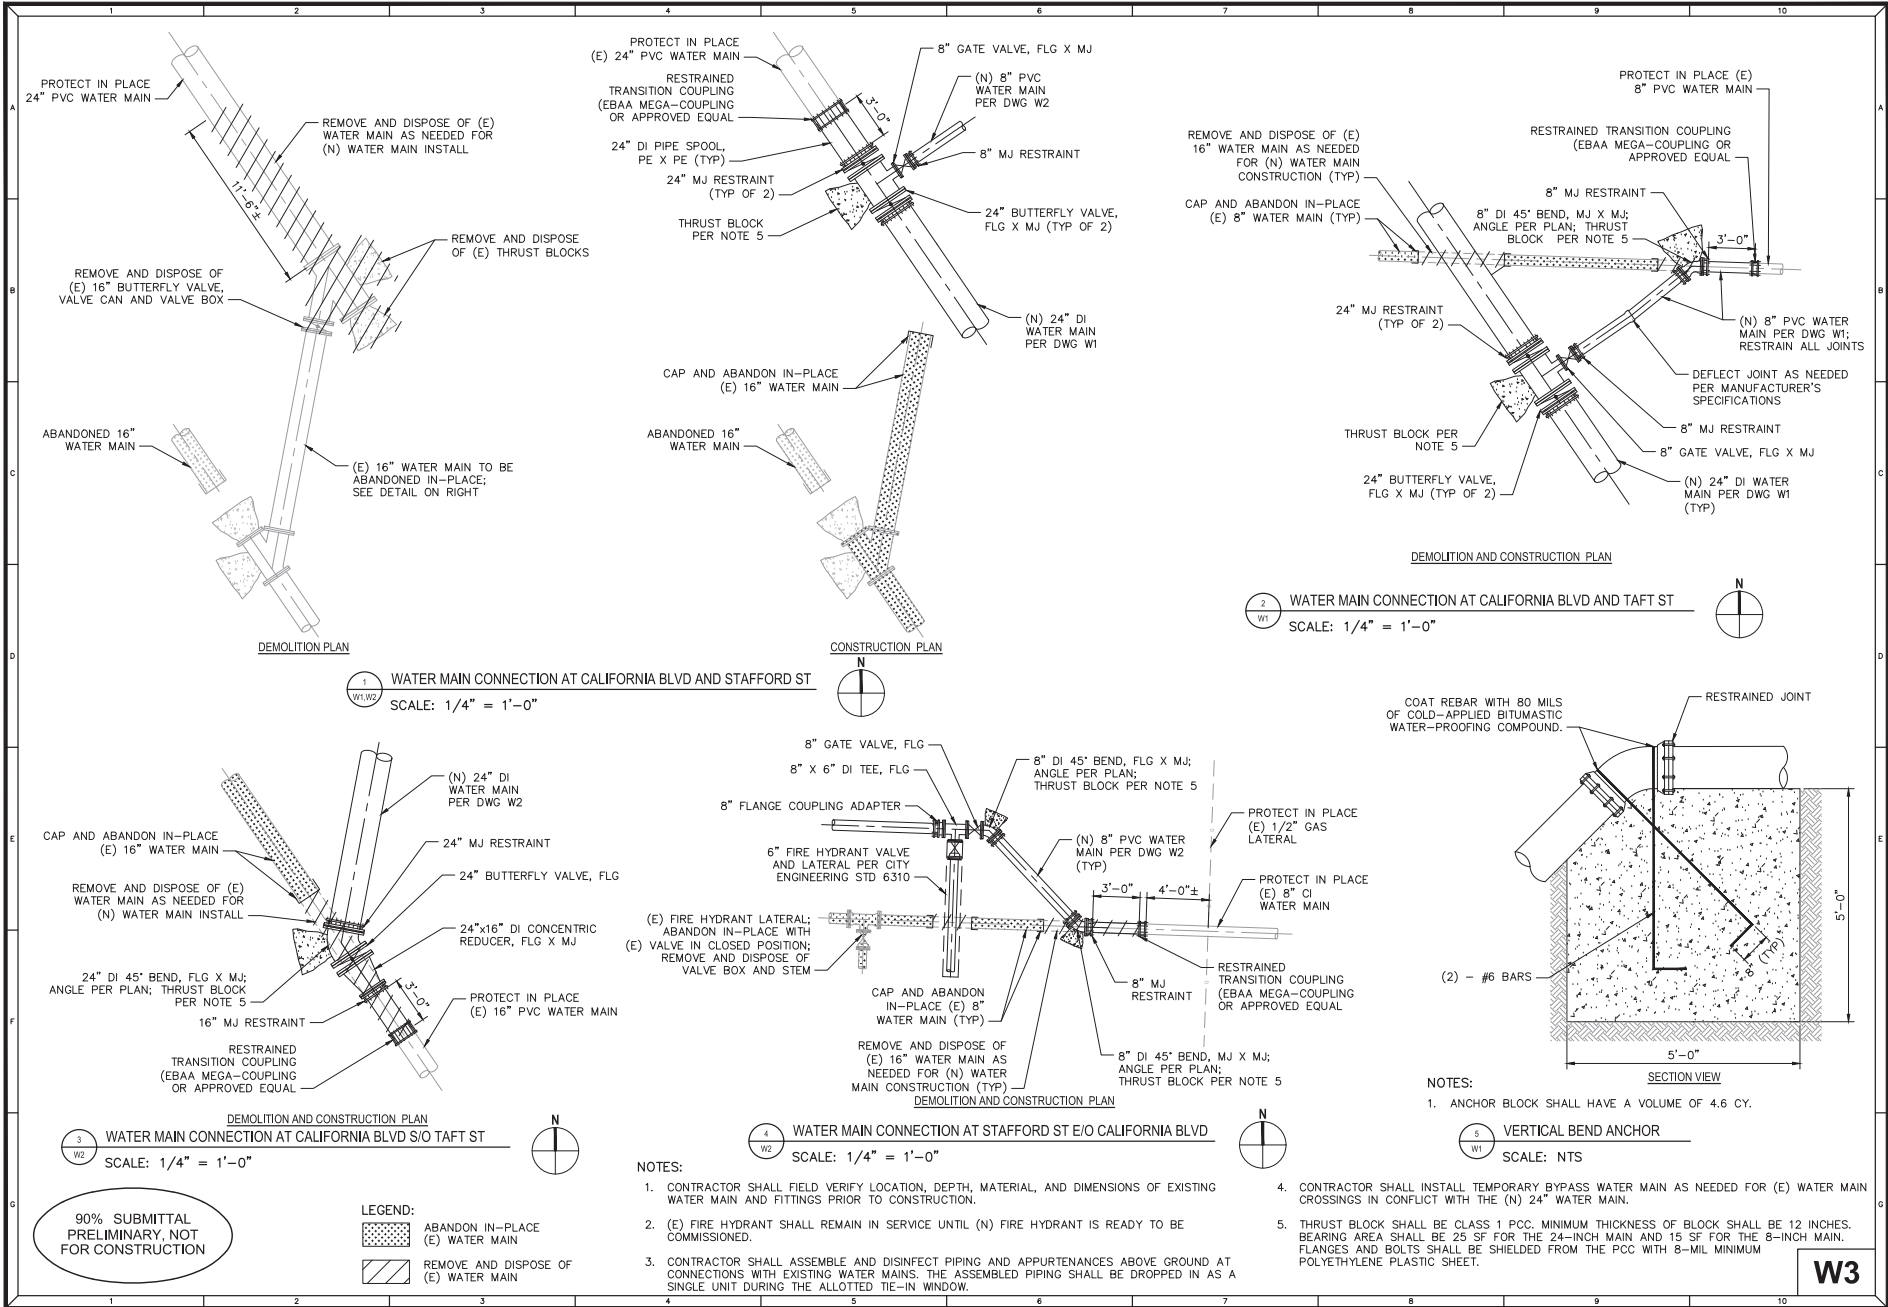 1 2 3 4 5 6 7 8 9 10
A
B
C
D
E
F
G
PROTECT IN PLACE
24" PVC WATER MAIN
REMOVE AND DISPOSE OF (E)
WATER MAIN AS NEEDED FOR
(N) WATER MAIN INSTALL
11'-6"±
REMOVE AND DISPOSE
OF (E) THRUST BLOCKS
REMOVE AND DISPOSE OF
(E) 16" BUTTERFLY VALVE,
VALVE CAN AND VALVE BOX
ABANDONED 16"
WATER MAIN
(E) 16" WATER MAIN TO BE
ABANDONED IN-PLACE;
SEE DETAIL ON RIGHT
DEMOLITION PLAN
PROTECT IN PLACE
(E) 24" PVC WATER MAIN
RESTRAINED
TRANSITION COUPLING
(EBAA MEGA-COUPLING
OR APPROVED EQUAL
24" DI PIPE SPOOL,
PE X PE (TYP)
24" MJ RESTRAINT
(TYP OF 2)
THRUST BLOCK
PER NOTE 5
3'-0"
8" GATE VALVE, FLG X MJ
(N) 8" PVC
WATER MAIN
PER DWG W2
8" MJ RESTRAINT
24" BUTTERFLY VALVE,
FLG X MJ (TYP OF 2)
(N) 24" DI
WATER MAIN
PER DWG W1
CAP AND ABANDON IN-PLACE
(E) 16" WATER MAIN
ABANDONED 16"
WATER MAIN
CONSTRUCTION PLAN
1
W1,W2
WATER MAIN CONNECTION AT CALIFORNIA BLVD AND STAFFORD ST
SCALE: 1/4" = 1'-0"
N
PROTECT IN PLACE (E)
8" PVC WATER MAIN
REMOVE AND DISPOSE OF (E)
16" WATER MAIN AS NEEDED
FOR (N) WATER MAIN
CONSTRUCTION (TYP)
RESTRAINED TRANSITION COUPLING
(EBAA MEGA-COUPLING OR
APPROVED EQUAL
CAP AND ABANDON IN-PLACE
(E) 8" WATER MAIN (TYP)
8" MJ RESTRAINT
8" DI 45° BEND, MJ X MJ;
ANGLE PER PLAN; THRUST
BLOCK PER NOTE 5
3'-0"
24" MJ RESTRAINT
(TYP OF 2)
(N) 8" PVC WATER
MAIN PER DWG W1;
RESTRAIN ALL JOINTS
DEFLECT JOINT AS NEEDED
PER MANUFACTURER'S
SPECIFICATIONS
8" MJ RESTRAINT
THRUST BLOCK PER
NOTE 5
8" GATE VALVE, FLG X MJ
24" BUTTERFLY VALVE,
FLG X MJ (TYP OF 2)
(N) 24" DI WATER
MAIN PER DWG W1
(TYP)
DEMOLITION AND CONSTRUCTION PLAN
2
W1
WATER MAIN CONNECTION AT CALIFORNIA BLVD AND TAFT ST
SCALE: 1/4" = 1'-0"
N
(N) 24" DI
WATER MAIN
PER DWG W2
CAP AND ABANDON IN-PLACE
(E) 16" WATER MAIN
24" MJ RESTRAINT
REMOVE AND DISPOSE OF (E)
WATER MAIN AS NEEDED FOR
(N) WATER MAIN INSTALL
24" BUTTERFLY VALVE, FLG
24"x16" DI CONCENTRIC
REDUCER, FLG X MJ
24" DI 45° BEND, FLG X MJ;
ANGLE PER PLAN; THRUST BLOCK
PER NOTE 5
3'-0"
16" MJ RESTRAINT
PROTECT IN PLACE
(E) 16" PVC WATER MAIN
RESTRAINED
TRANSITION COUPLING
(EBAA MEGA-COUPLING
OR APPROVED EQUAL
DEMOLITION AND CONSTRUCTION PLAN
3
W2
WATER MAIN CONNECTION AT CALIFORNIA BLVD S/O TAFT ST
SCALE: 1/4" = 1'-0"
N
8" GATE VALVE, FLG
8" X 6" DI TEE, FLG
8" FLANGE COUPLING ADAPTER
8" DI 45° BEND, FLG X MJ;
ANGLE PER PLAN;
THRUST BLOCK PER NOTE 5
PROTECT IN PLACE
(E) 1/2" GAS
LATERAL
6" FIRE HYDRANT VALVE
AND LATERAL PER CITY
ENGINEERING STD 6310
(N) 8" PVC WATER
MAIN PER DWG W2
(TYP)
3'-0"
4'-0"±
PROTECT IN PLACE
(E) 8" CI
WATER MAIN
(E) FIRE HYDRANT LATERAL;
ABANDON IN-PLACE WITH
(E) VALVE IN CLOSED POSITION;
REMOVE AND DISPOSE OF
VALVE BOX AND STEM
CAP AND ABANDON
IN-PLACE (E) 8"
WATER MAIN (TYP)
8" MJ
RESTRAINT
RESTRAINED
TRANSITION COUPLING
(EBAA MEGA-COUPLING
OR APPROVED EQUAL
REMOVE AND DISPOSE OF
(E) 16" WATER MAIN AS
NEEDED FOR (N) WATER
MAIN CONSTRUCTION (TYP)
8" DI 45° BEND, MJ X MJ;
ANGLE PER PLAN;
THRUST BLOCK PER NOTE 5
DEMOLITION AND CONSTRUCTION PLAN
4
W2
WATER MAIN CONNECTION AT STAFFORD ST E/O CALIFORNIA BLVD
SCALE: 1/4" = 1'-0"
N
COAT REBAR WITH 80 MILS
OF COLD-APPLIED BITUMASTIC
WATER-PROOFING COMPOUND.
RESTRAINED JOINT
(2) - #6 BARS
8" (TYP)
5'-0"
5'-0"
SECTION VIEW
NOTES:
1. ANCHOR BLOCK SHALL HAVE A VOLUME OF 4.6 CY.
5
W1
VERTICAL BEND ANCHOR
SCALE: NTS
90% SUBMITTAL
PRELIMINARY, NOT
FOR CONSTRUCTION
LEGEND:
ABANDON IN-PLACE
(E) WATER MAIN
REMOVE AND DISPOSE OF
(E) WATER MAIN
NOTES:
1. CONTRACTOR SHALL FIELD VERIFY LOCATION, DEPTH, MATERIAL, AND DIMENSIONS OF EXISTING
WATER MAIN AND FITTINGS PRIOR TO CONSTRUCTION.
2. (E) FIRE HYDRANT SHALL REMAIN IN SERVICE UNTIL (N) FIRE HYDRANT IS READY TO BE
COMMISSIONED.
3. CONTRACTOR SHALL ASSEMBLE AND DISINFECT PIPING AND APPURTENANCES ABOVE GROUND AT
CONNECTIONS WITH EXISTING WATER MAINS. THE ASSEMBLED PIPING SHALL BE DROPPED IN AS A
SINGLE UNIT DURING THE ALLOTTED TIE-IN WINDOW.
4. CONTRACTOR SHALL INSTALL TEMPORARY BYPASS WATER MAIN AS NEEDED FOR (E) WATER MAIN
CROSSINGS IN CONFLICT WITH THE (N) 24" WATER MAIN.
5. THRUST BLOCK SHALL BE CLASS 1 PCC. MINIMUM THICKNESS OF BLOCK SHALL BE 12 INCHES.
BEARING AREA SHALL BE 25 SF FOR THE 24-INCH MAIN AND 15 SF FOR THE 8-INCH MAIN.
FLANGES AND BOLTS SHALL BE SHIELDED FROM THE PCC WITH 8-MIL MINIMUM
POLYETHYLENE PLASTIC SHEET.
W3
A
B
C
D
E
F
G
1 2 3 4 5 6 7 8 9 10